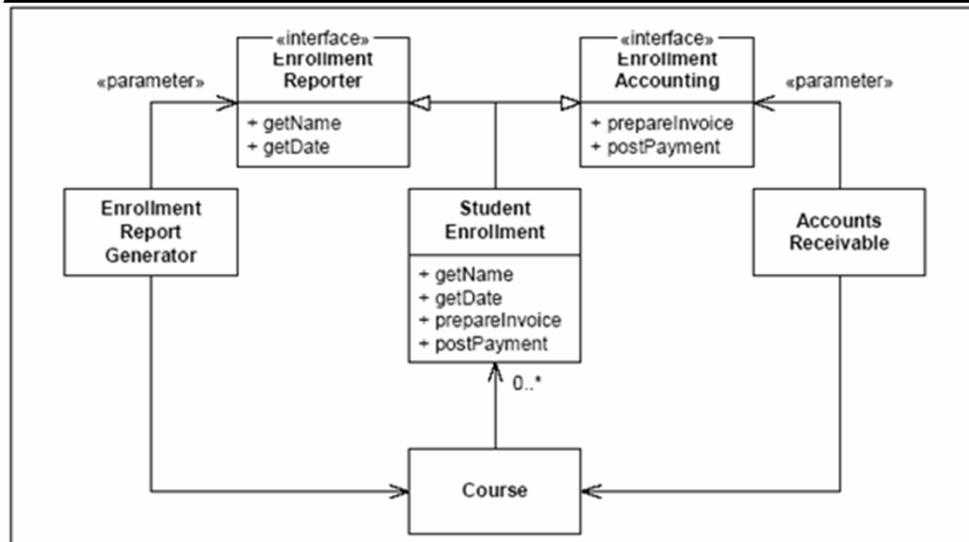 «interface»
Enrollment
Reporter
+ getName
+ getDate
«interface»
Enrollment
Accounting
+ prepareInvoice
+ postPayment
«parameter»
«parameter»
Enrollment
Report
Generator
Student
Enrollment
+ getName
+ getDate
+ prepareInvoice
+ postPayment
Accounts
Receivable
0..*
Course